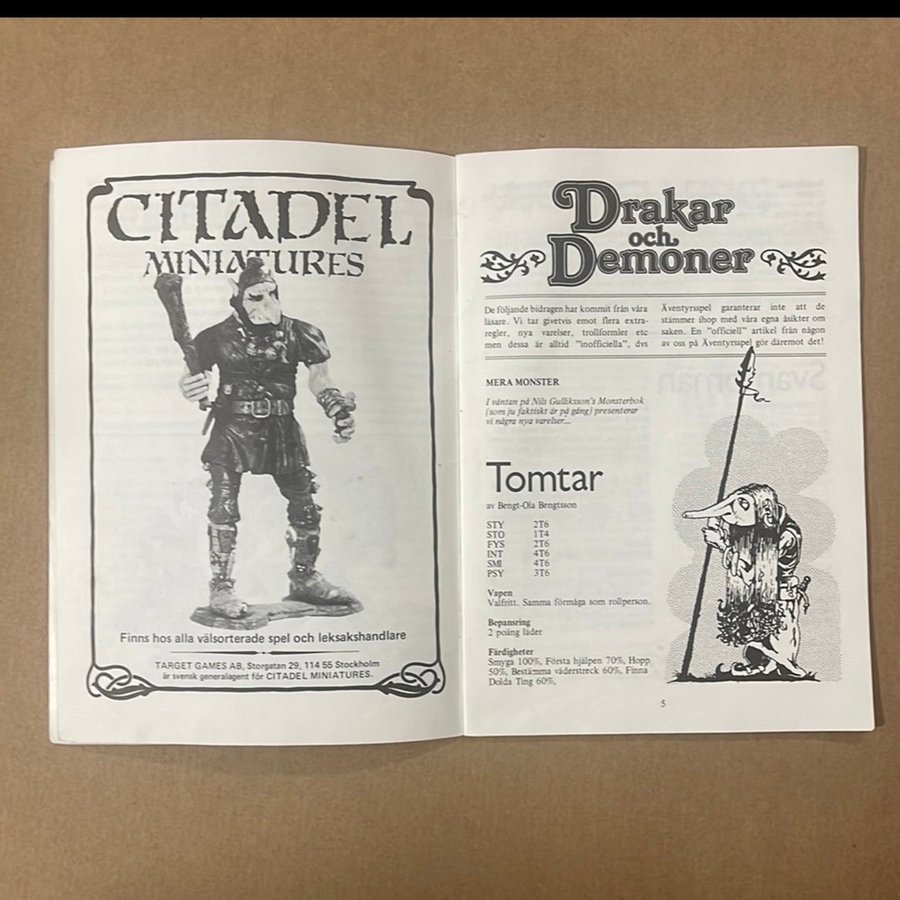 CITADEL
MINIATURES
Finns hos alla välsorterade spel och leksakshandlare
TARGET GAMES AB, Storgatan 29, 114 55 Stockholm
är svensk generalagent för CITADEL MINIATURES.
Drakar
och
Demoner
De följande bidragen har kommit från våra
läsare. Vi tar givetvis emot flera extra-
regler, nya varelser, trollformler etc
men dessa är alltid "inofficiella", dvs
Äventyrsspel garanterar inte att de
stämmer ihop med våra egna åsikter om
saken. En "officiell" artikel från någon
av oss på Äventyrsspel gör däremot det!
MERA MONSTER
I väntan på Nils Gulliksson's Monsterbok
(som ju faktiskt är på gång) presenterar
vi några nya varelser...
Tomtar
av Bengt-Ola Bengtsson
STY 2T6
STO 1T4
FYS 2T6
INT 4T6
SMI 4T6
PSY 3T6
Vapen
Valfritt. Samma förmåga som rollperson.
Bepansring
2 poäng läder
Färdigheter
Smyga 100%, Första hjälpen 70%, Hopp
50%, Bestämma väderstreck 60%, Finna
Dolda Ting 60%,
5